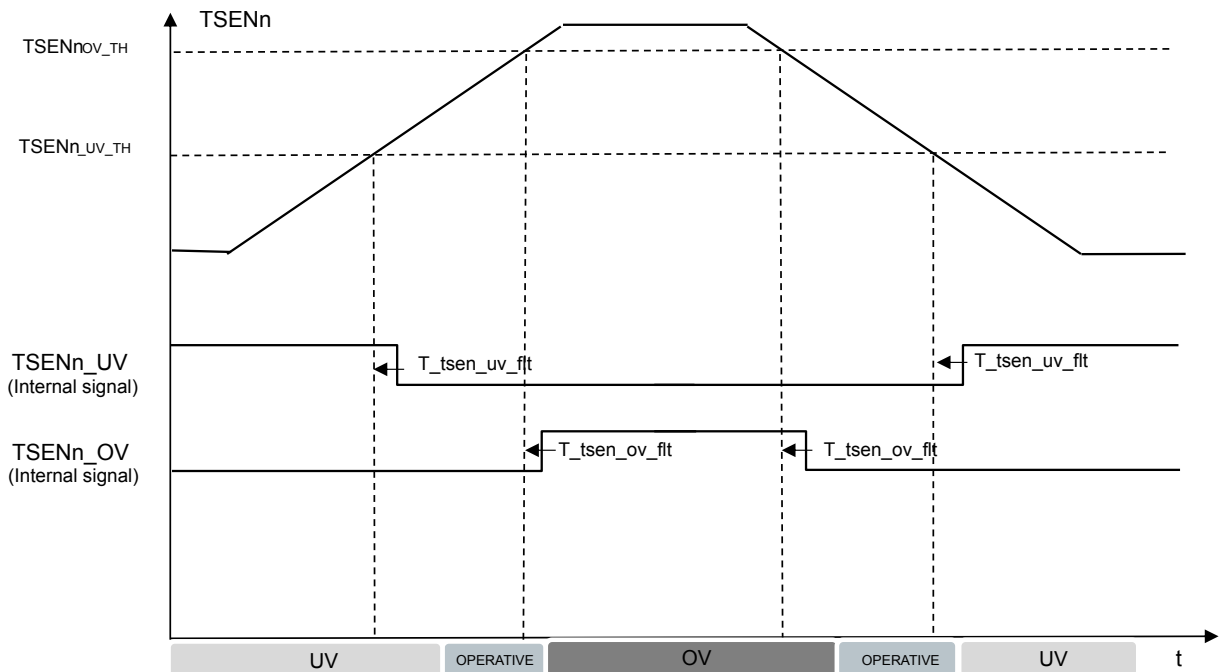 TSENn
TSENnOV_TH
TSENn_UV_TH
TSENn_UV
(Internal signal)
T_tsen_uv_flt
T_tsen_uv_flt
TSENn_OV
(Internal signal)
T_tsen_ov_flt
T_tsen_ov_flt
UV
OPERATIVE
OV
OPERATIVE
UV
t